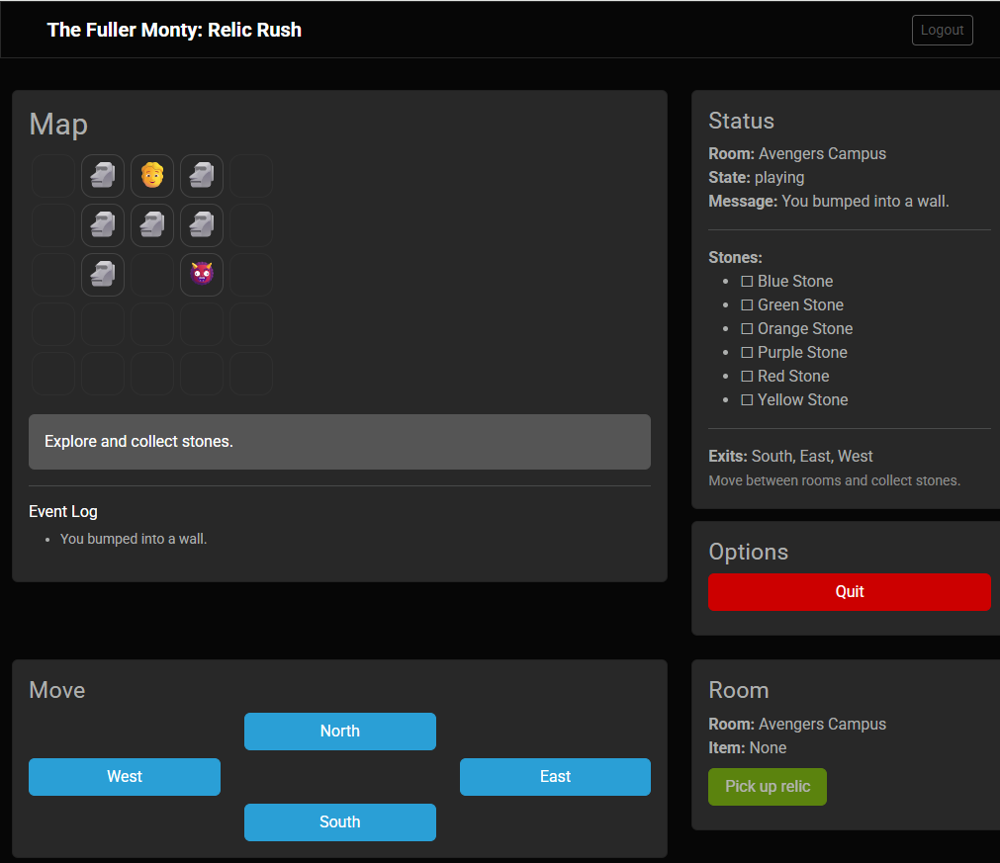 The Fuller Monty: Relic Rush
Logout
Map
Explore and collect stones.
Event Log
You bumped into a wall.
Status
Room: Avengers Campus
State: playing
Message: You bumped into a wall.
Stones:
☐ Blue Stone
☐ Green Stone
☐ Orange Stone
☐ Purple Stone
☐ Red Stone
☐ Yellow Stone
Exits: South, East, West
Move between rooms and collect stones.
Options
Quit
Move
North
West
East
South
Room
Room: Avengers Campus
Item: None
Pick up relic